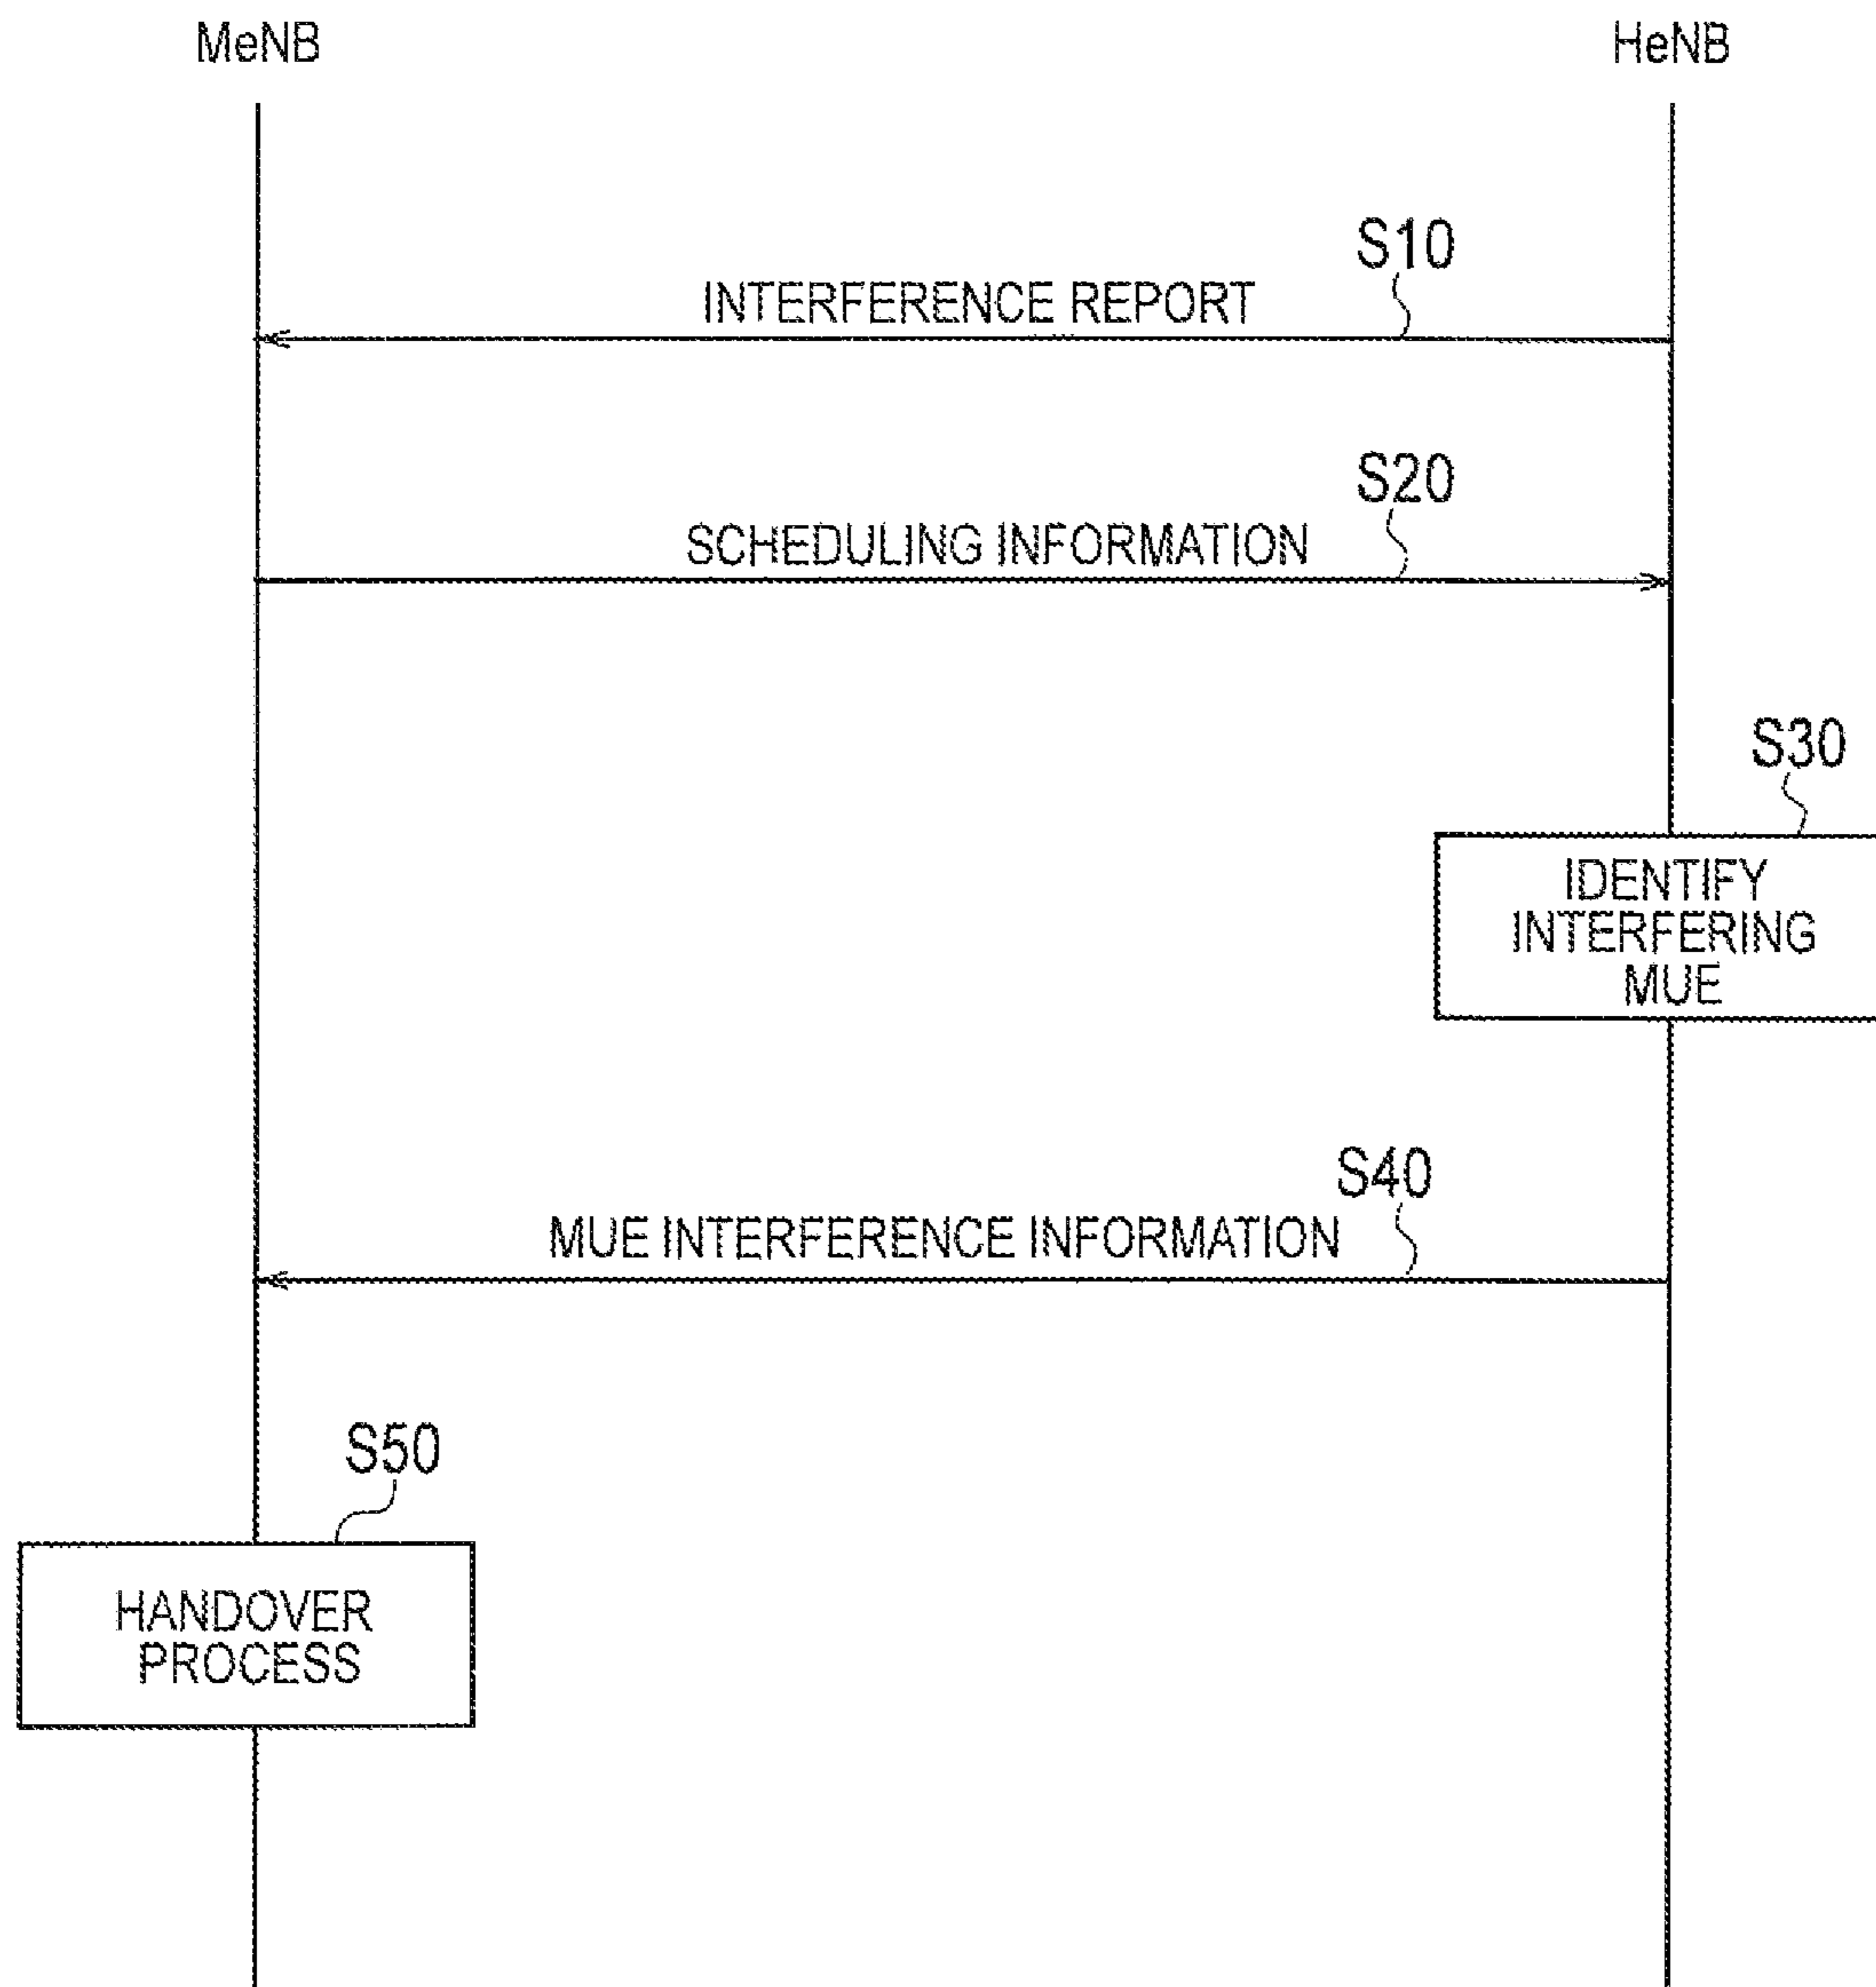 MeNB
HeNB
S10
INTERFERENCE REPORT
S20
SCHEDULING INFORMATION
S30
IDENTIFY
INTERFERING
MUE
S40
MUE INTERFERENCE INFORMATION
S50
HANDOVER
PROCESS